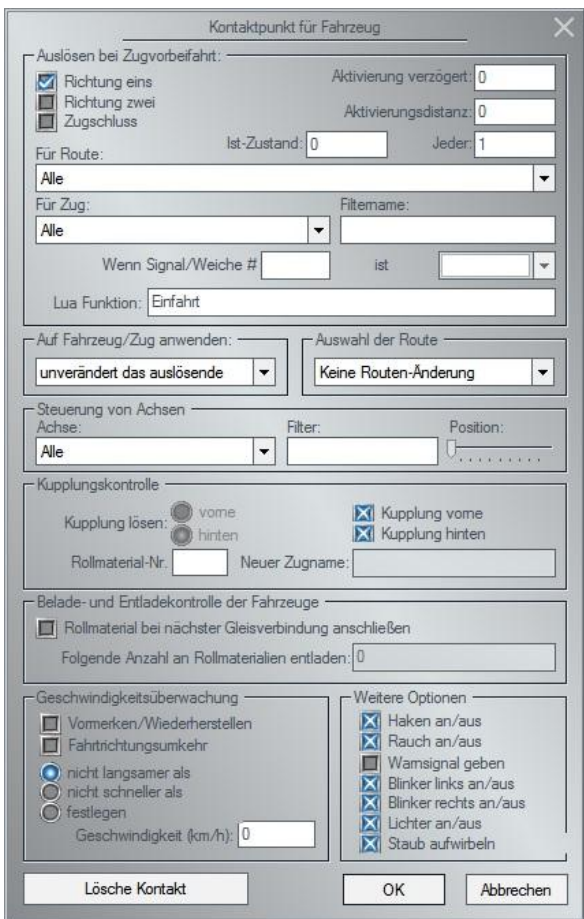 Kontaktpunkt für Fahrzeug
Auslösen bei Zugvorbeifahrt:
Richtung eins
Aktivierung verzögert: 0
Richtung zwei
Aktivierungsdistanz: 0
Zugschluss
Ist-Zustand: 0
Jeder: 1
Für Route:
Alle
Für Zug:
Filtername:
Alle
Wenn Signal/Weiche #
ist
Lua Funktion: Einfahrt
Auf Fahrzeug/Zug anwenden:
Auswahl der Route
unverändert das auslösende
Keine Routen-Änderung
Steuerung von Achsen
Achse:
Filter:
Position:
Alle
Kupplungskontrolle
Kupplung lösen:
vorne
hinten
Kupplung vorne
Kupplung hinten
Rollmaterial-Nr.
Neuer Zugname:
Belade- und Entladekontrolle der Fahrzeuge
Rollmaterial bei nächster Gleisverbindung anschließen
Folgende Anzahl an Rollmaterialien entladen: 0
Geschwindigkeitsüberwachung
Vormerken/Wiederherstellen
Fahrtrichtungsumkehr
nicht langsamer als
nicht schneller als
festlegen
Geschwindigkeit (km/h): 0
Weitere Optionen
Haken an/aus
Rauch an/aus
Warnsignal geben
Blinker links an/aus
Blinker rechts an/aus
Lichter an/aus
Staub aufwirbeln
Lösche Kontakt
OK
Abbrechen